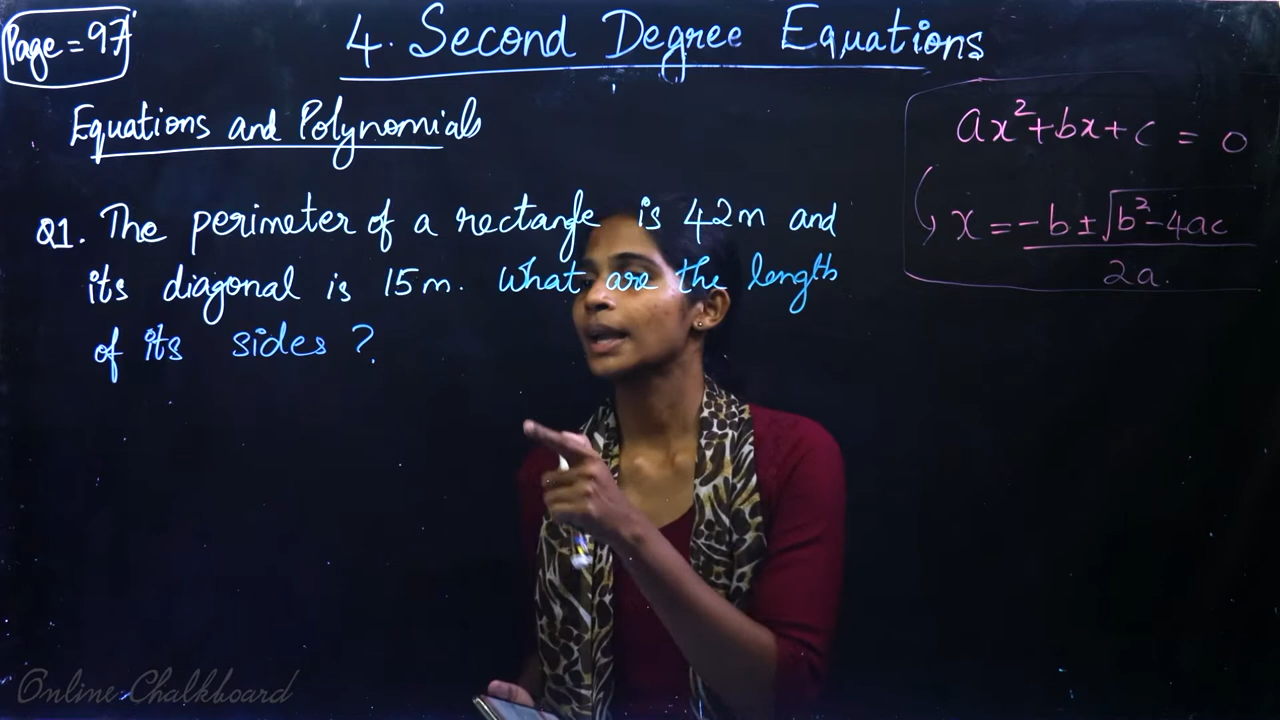 Page = 97
4. Second Degree Equations
Equations and Polynomials
ax²+bx+c = 0
x = -b ± √b²-4ac
2a.
Q1. The perimeter of a rectangle is 42m and
its diagonal is 15m. What are the length
of its sides ?
Online Chalkboard